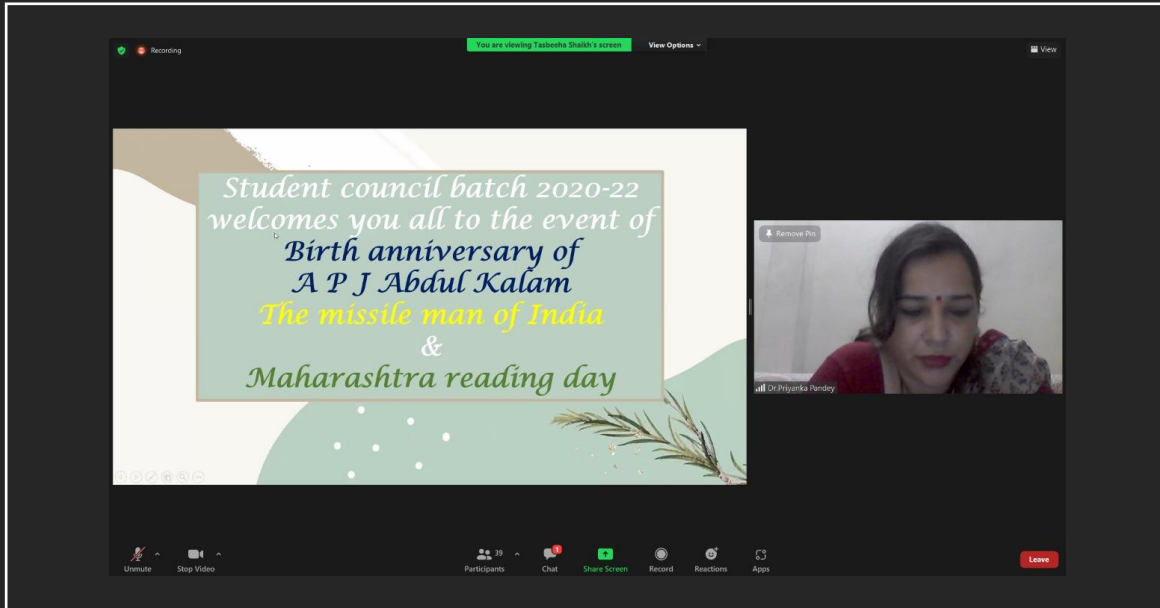 Recording
You are viewing Tasbeeha Shaikh's screen
View Options
View
Student council batch 2020-22
welcomes you all to the event of
Birth anniversary of
A P J Abdul Kalam
The missile man of India
&
Maharashtra reading day
Remove Pin
Dr.Priyanka Pandey
Unmute
Stop Video
39
Participants
1
Chat
Share Screen
Record
Reactions
Apps
Leave